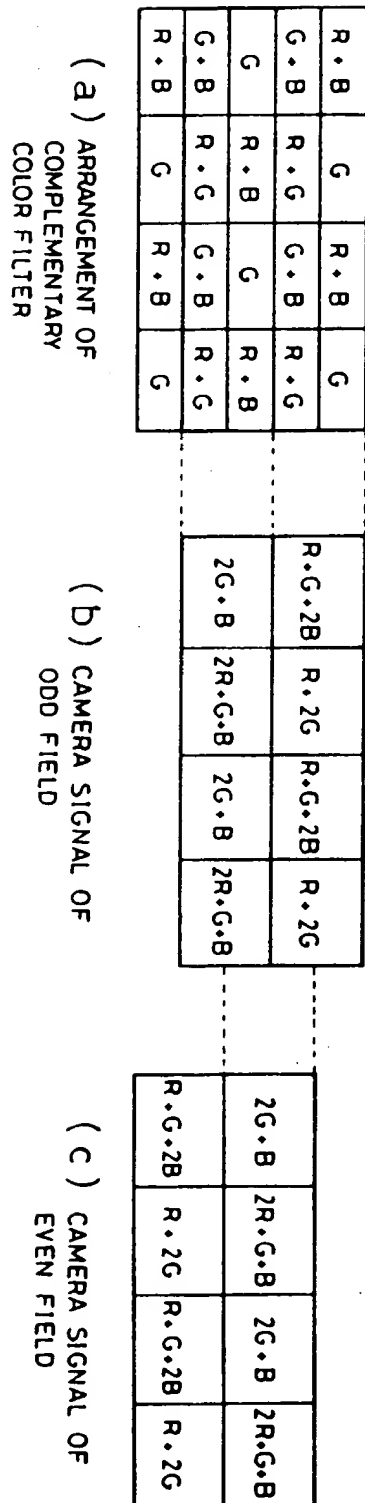 R+B G R+B G
G+B R+G G+B R+G
G R+B G R+B
G+B R+G G+B R+G
R+B G R+B G
(a) ARRANGEMENT OF
COMPLEMENTARY
COLOR FILTER
R+G+2B R+2G R+G+2B R+2G
2G+B 2R+G+B 2G+B 2R+G+B
(b) CAMERA SIGNAL OF
ODD FIELD
2G+B 2R+G+B 2G+B 2R+G+B
R+G+2B R+2G R+G+2B R+2G
(c) CAMERA SIGNAL OF
EVEN FIELD